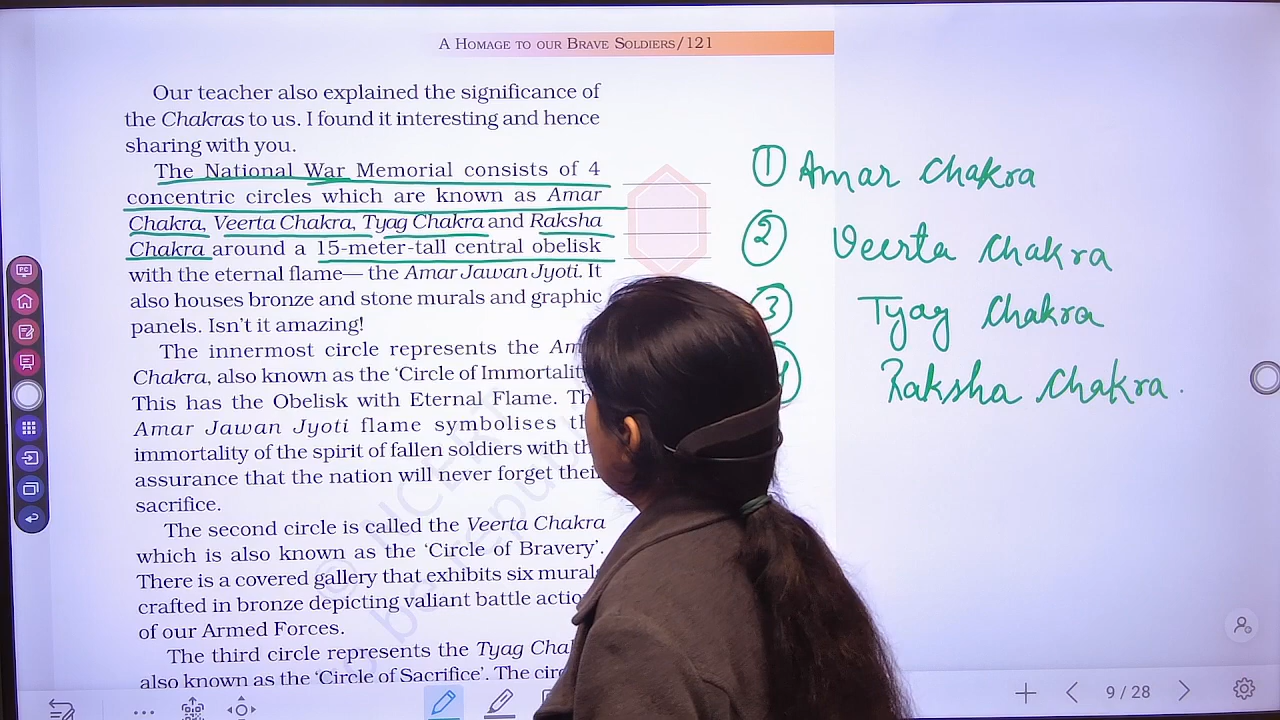 A HOMAGE TO OUR BRAVE SOLDIERS/121
Our teacher also explained the significance of
the Chakras to us. I found it interesting and hence
sharing with you.
The National War Memorial consists of 4
concentric circles which are known as Amar
Chakra, Veerta Chakra, Tyag Chakra and Raksha
Chakra around a 15-meter-tall central obelisk
with the eternal flame— the Amar Jawan Jyoti. It
also houses bronze and stone murals and graphic
panels. Isn't it amazing!
The innermost circle represents the
Chakra, also known as the 'Circle of
This has the Obelisk with Eternal Flame.
Amar Jawan Jyoti flame symbolises
immortality of the spirit of fallen soldiers with
assurance that the nation will never forget
sacrifice.
The second circle is called the Veerta Chakra
which is also known as the 'Circle of Bravery'.
There is a covered gallery that exhibits six
crafted in bronze depicting valiant battle
of our Armed Forces.
The third circle represents the Tyag
also known as the 'Circle of Sacrifice'. The
① Amar Chakra
② Veerta Chakra
③ Tyag Chakra
Raksha Chakra.
PC
9 / 28